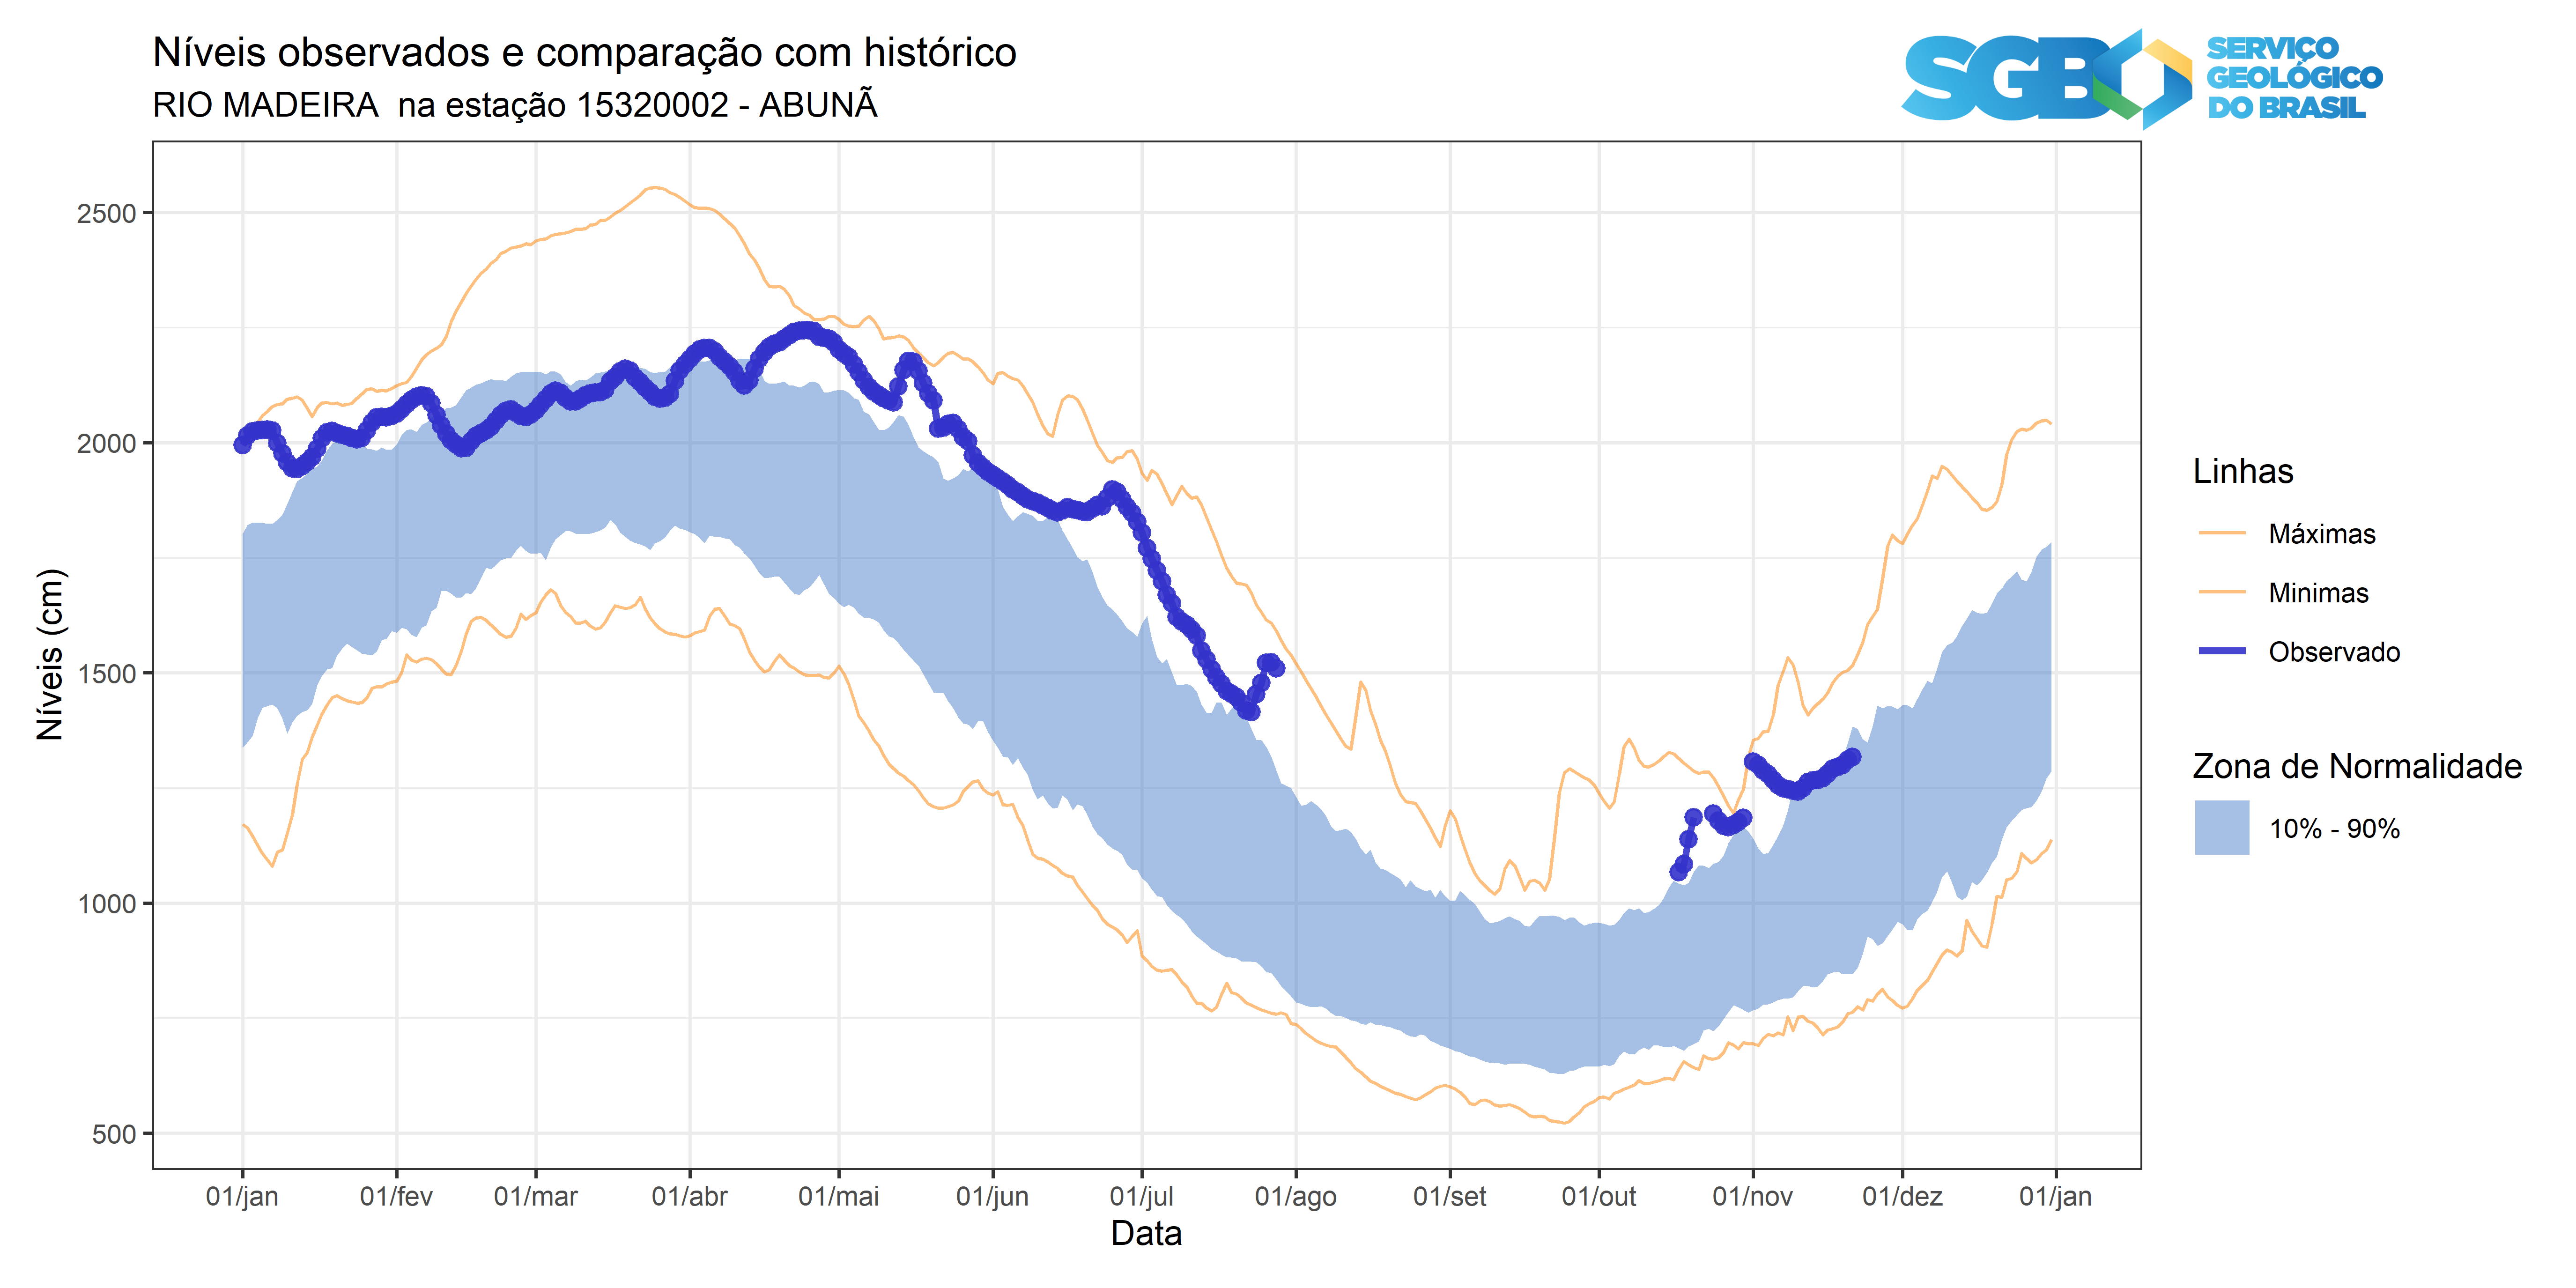 Níveis observados e comparação com histórico
RIO MADEIRA na estação 15320002 - ABUNÃ
SGB
SERVIÇO
GEOLÓGICO
DO BRASIL
Níveis (cm)
2500
2000
1500
1000
500
01/jan 01/fev 01/mar 01/abr 01/mai 01/jun 01/jul 01/ago 01/set 01/out 01/nov 01/dez 01/jan
Data
Linhas
Máximas
Minimas
Observado
Zona de Normalidade
10% - 90%